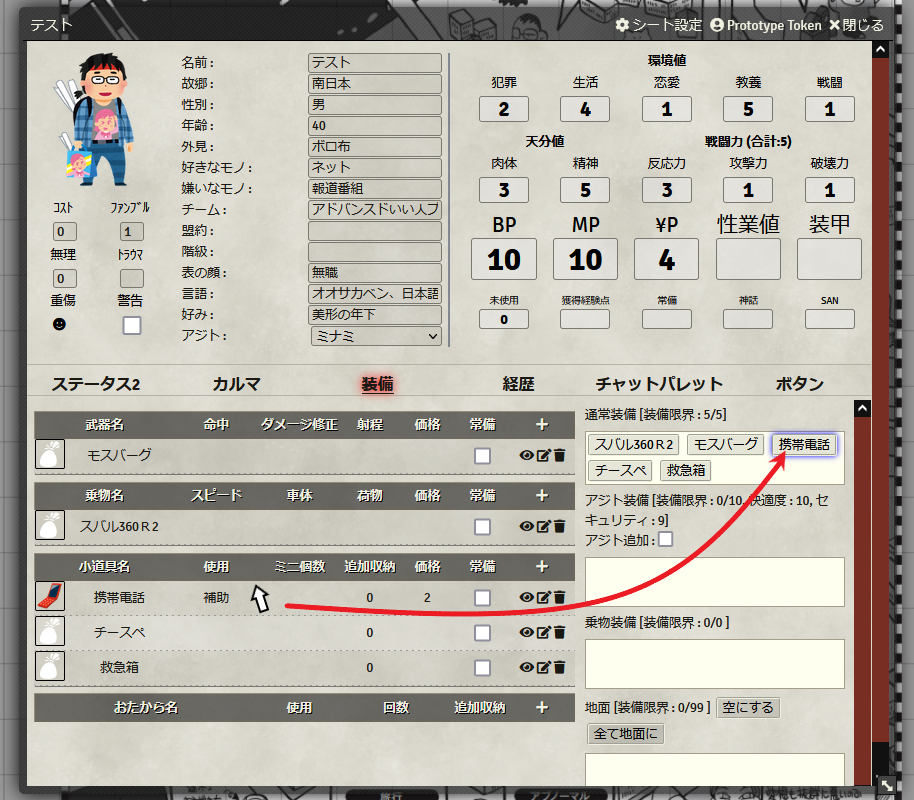 テスト
シート設定 Prototype Token 閉じる
名前： テスト
故郷： 南日本
性別： 男
年齢： 40
外見： ボロ布
好きなモノ： ネット
嫌いなモノ： 報道番組
チーム： アドバンスドいい人ブ
盟約：
階級：
表の顔： 無職
言語： オオサカベン、日本語
好み： 美形の年下
アジト： ミナミ
ｺｽﾄ ﾌｧﾝﾌﾞﾙ
0 1
無理 ﾄﾗｳﾏ
0
重傷 警告
環境値
犯罪 生活 恋愛 教養 戦闘
2 4 1 5 1
天分値 戦闘力 (合計:5)
肉体 精神 反応力 攻撃力 破壊力
3 5 3 1 1
BP MP ¥P 性業値 装甲
10 10 4
未使用 獲得経験点 常備 神話 SAN
0
ステータス2 カルマ 装備 経歴 チャットパレット ボタン
武器名 命中 ダメージ修正 射程 価格 常備 +
モスバーグ
乗物名 スピード 車体 荷物 価格 常備 +
スバル360Ｒ2
小道具名 使用 ミニ個数 追加収納 価格 常備 +
携帯電話 補助 0 2
チースペ 0
救急箱 0
おたから名 使用 回数 追加収納 +
通常装備 [装備限界：5/5]
スバル360Ｒ2 モスバーグ 携帯電話
チースペ 救急箱
アジト装備 [装備限界：0/10, 快適度：10, セ
キュリティ：9]
アジト追加：
乗物装備 [装備限界：0/0 ]
地面 [装備限界：0/99 ] 空にする
全て地面に